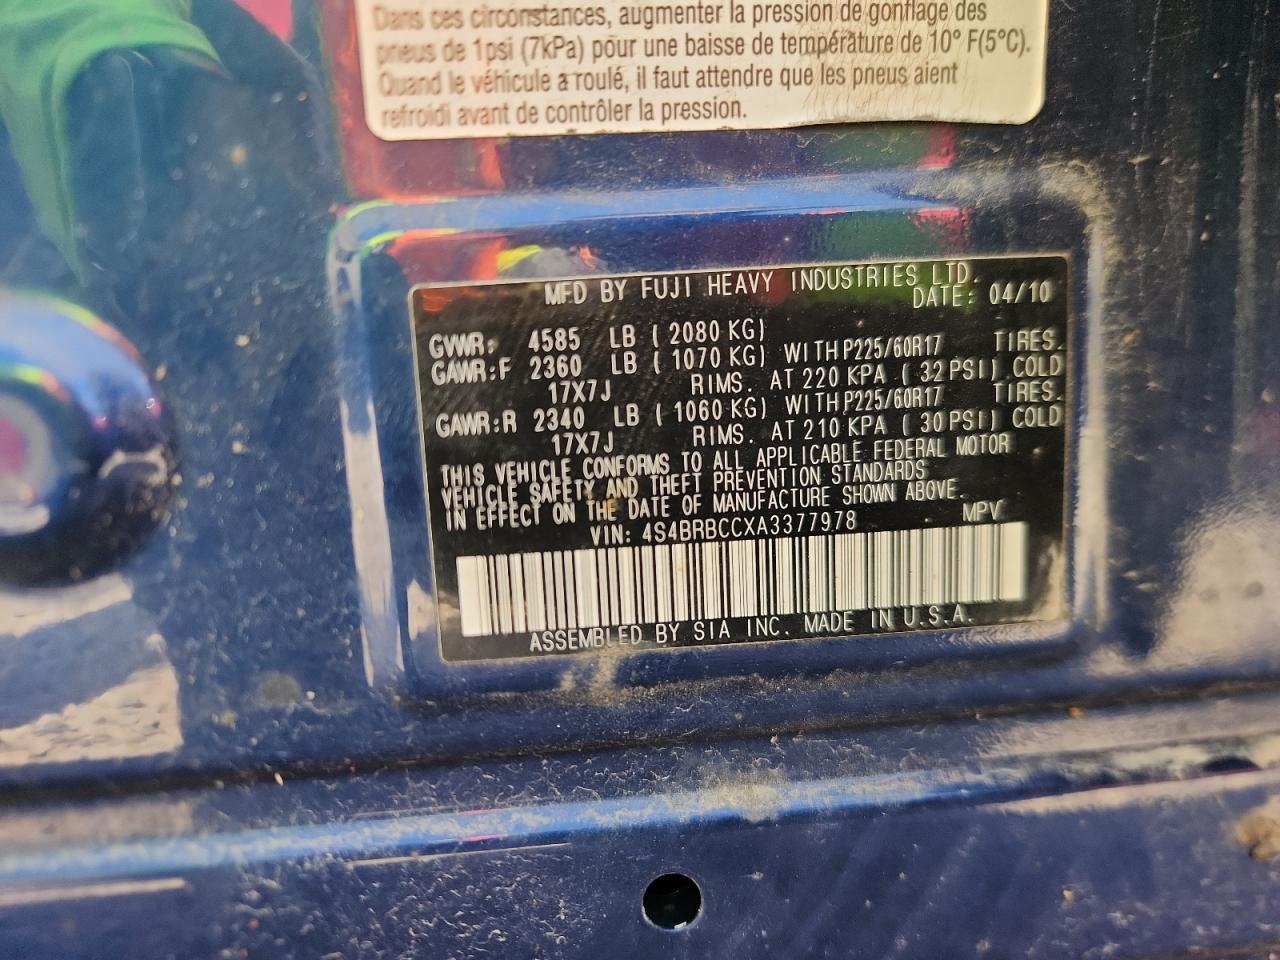 Dans ces circonstances, augmenter la pression de gonflage des
pneus de 1psi (7kPa) pour une baisse de température de 10° F(5°C).
Quand le véhicule a roulé, il faut attendre que les pneus aient
refroidi avant de contrôler la pression.
MFD BY FUJI HEAVY INDUSTRIES LTD.
DATE: 04/10
GVWR: 4585 LB ( 2080 KG)
GAWR:F 2360 LB ( 1070 KG) WITH P225/60R17 TIRES.
17X7J RIMS. AT 220 KPA ( 32 PSI) COLD
GAWR:R 2340 LB ( 1060 KG) WITH P225/60R17 TIRES.
17X7J RIMS. AT 210 KPA ( 30 PSI) COLD
THIS VEHICLE CONFORMS TO ALL APPLICABLE FEDERAL MOTOR
VEHICLE SAFETY AND THEFT PREVENTION STANDARDS
IN EFFECT ON THE DATE OF MANUFACTURE SHOWN ABOVE.
VIN: 4S4BRBCCXA3377978 MPV
ASSEMBLED BY SIA INC. MADE IN U.S.A.